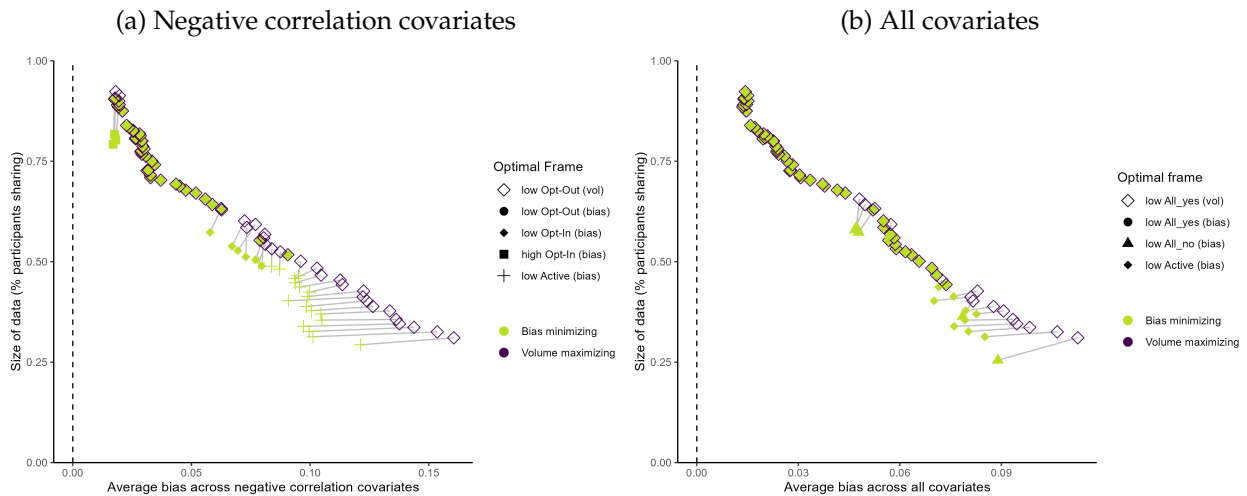 (a) Negative correlation covariates
(b) All covariates
Size of data (% participants sharing)
1.00
0.75
0.50
0.25
0.00
0.00
0.05
0.10
0.15
Average bias across negative correlation covariates
Optimal Frame
low Opt-Out (vol)
low Opt-Out (bias)
low Opt-In (bias)
high Opt-In (bias)
low Active (bias)
Bias minimizing
Volume maximizing
Size of data (% participants sharing)
1.00
0.75
0.50
0.25
0.00
0.00
0.03
0.06
0.09
Average bias across all covariates
Optimal frame
low All_yes (vol)
low All_yes (bias)
low All_no (bias)
low Active (bias)
Bias minimizing
Volume maximizing